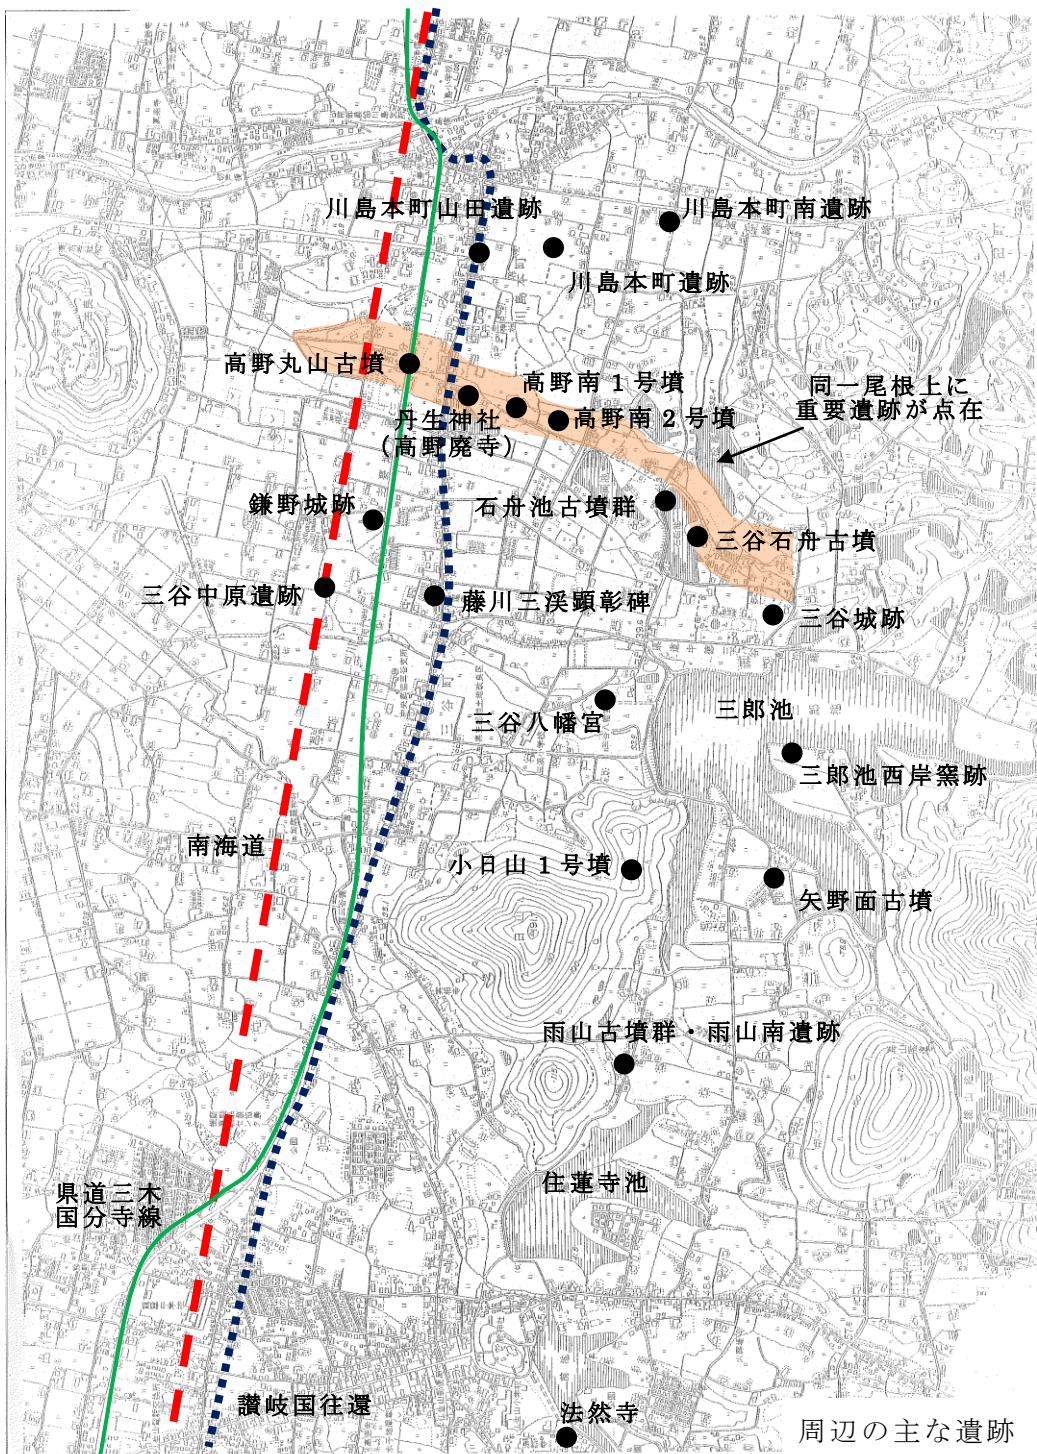 川島本町山田遺跡
川島本町南遺跡
川島本町遺跡
高野丸山古墳
高野南1号墳
同一尾根上に
重要遺跡が点在
丹生神社
(高野廃寺)
高野南2号墳
鎌野城跡
石舟池古墳群
三谷石舟古墳
三谷中原遺跡
藤川三渓顕彰碑
三谷城跡
三谷八幡宮
三郎池
三郎池西岸窯跡
南海道
小日山1号墳
矢野面古墳
雨山古墳群・雨山南遺跡
県道三木
国分寺線
住蓮寺池
讃岐国往還
法然寺
周辺の主な遺跡